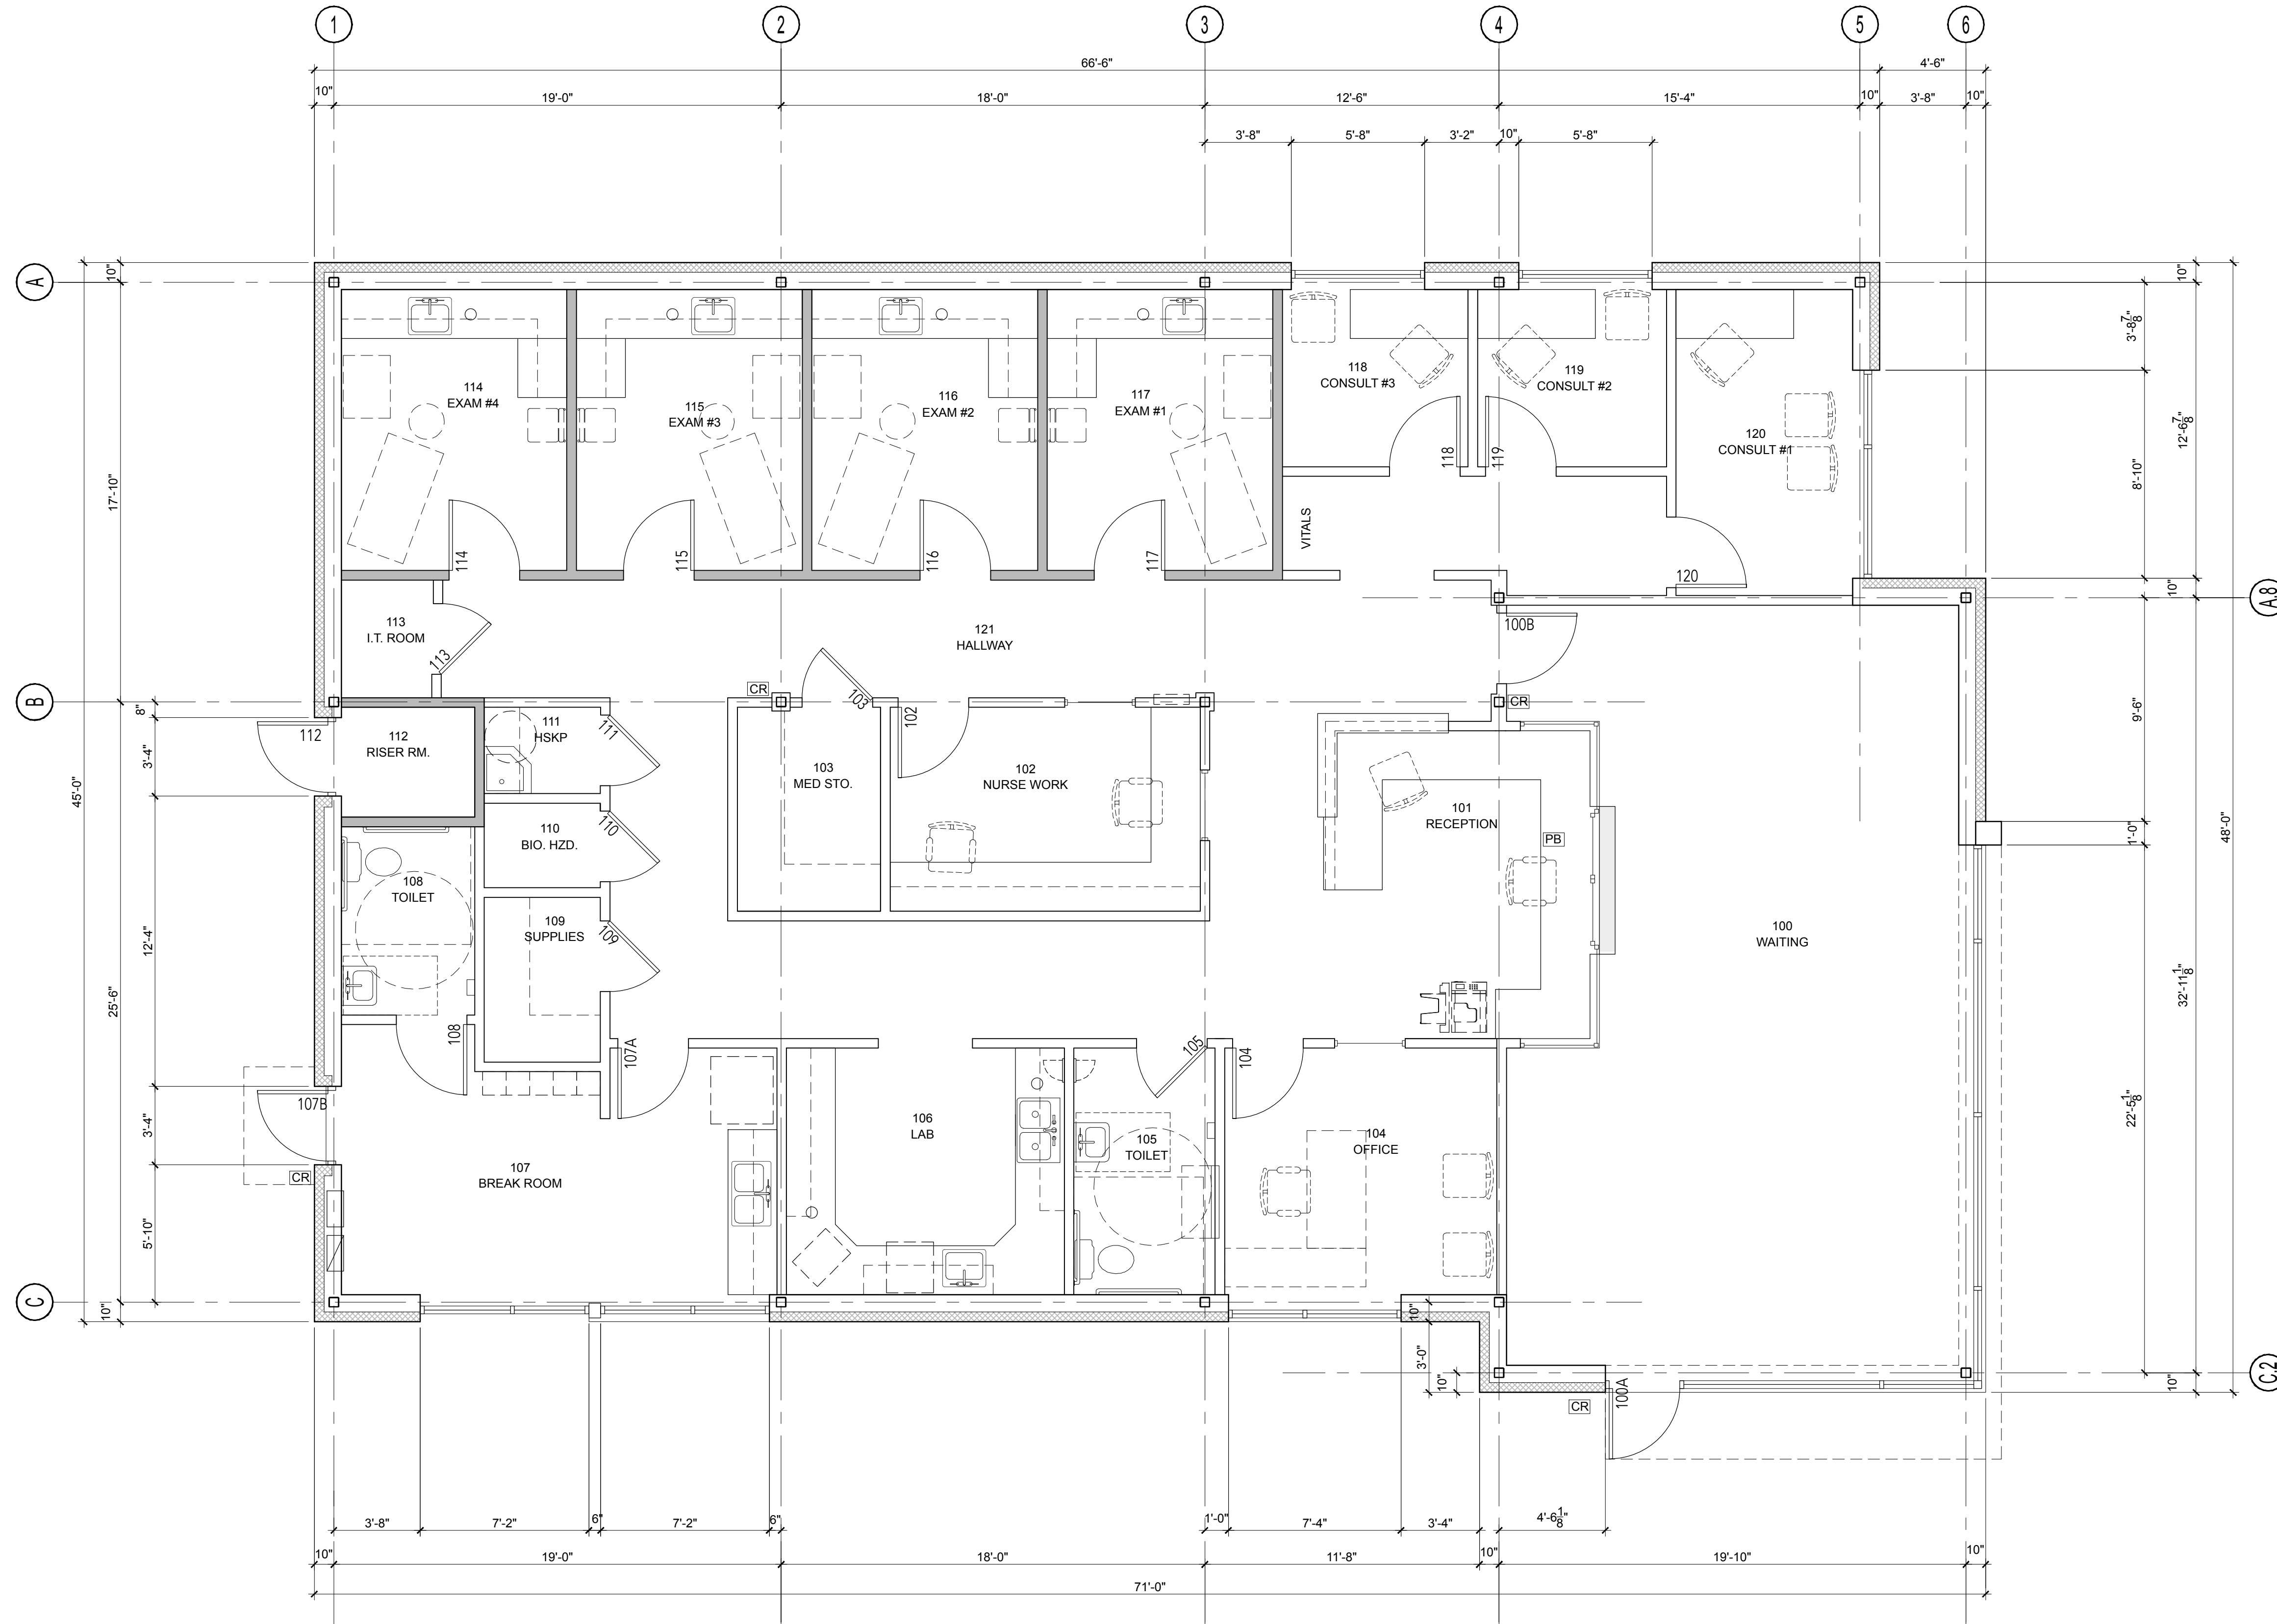 1 2 3 4 5 6
66'-6" 4'-6"
10" 19'-0" 18'-0" 12'-6" 15'-4" 10" 3'-8" 10"
3'-8" 5'-8" 3'-2" 10" 5'-8"
A
B
C
A.8
C.2
10"
17'-10"
25'-6"
10"
45'-0"
8"
3'-4"
12'-4"
3'-4"
5'-10"
10"
3'-8 7/8"
8'-10"
12'-6 7/8"
10"
9'-6"
1'-0"
22'-5 1/8"
32'-11 1/8"
10"
48'-0"
114
EXAM #4
115
EXAM #3
116
EXAM #2
117
EXAM #1
118
CONSULT #3
119
CONSULT #2
120
CONSULT #1
VITALS
114
115
116
117
118
119
120
113
I.T. ROOM
113
121
HALLWAY
100B
CR
CR
103
102
112
112
RISER RM.
111
HSKP
111
103
MED STO.
102
NURSE WORK
101
RECEPTION
PB
110
BIO. HZD.
110
108
TOILET
109
SUPPLIES
109
100
WAITING
108
107A
105
104
107B
CR
107
BREAK ROOM
106
LAB
105
TOILET
104
OFFICE
10"
3'-0"
10"
CR
100A
3'-8" 7'-2" 6" 7'-2" 6" 1'-0" 7'-4" 3'-4" 4'-6 1/8"
10" 19'-0" 18'-0" 11'-8" 10" 19'-10" 10"
71'-0"